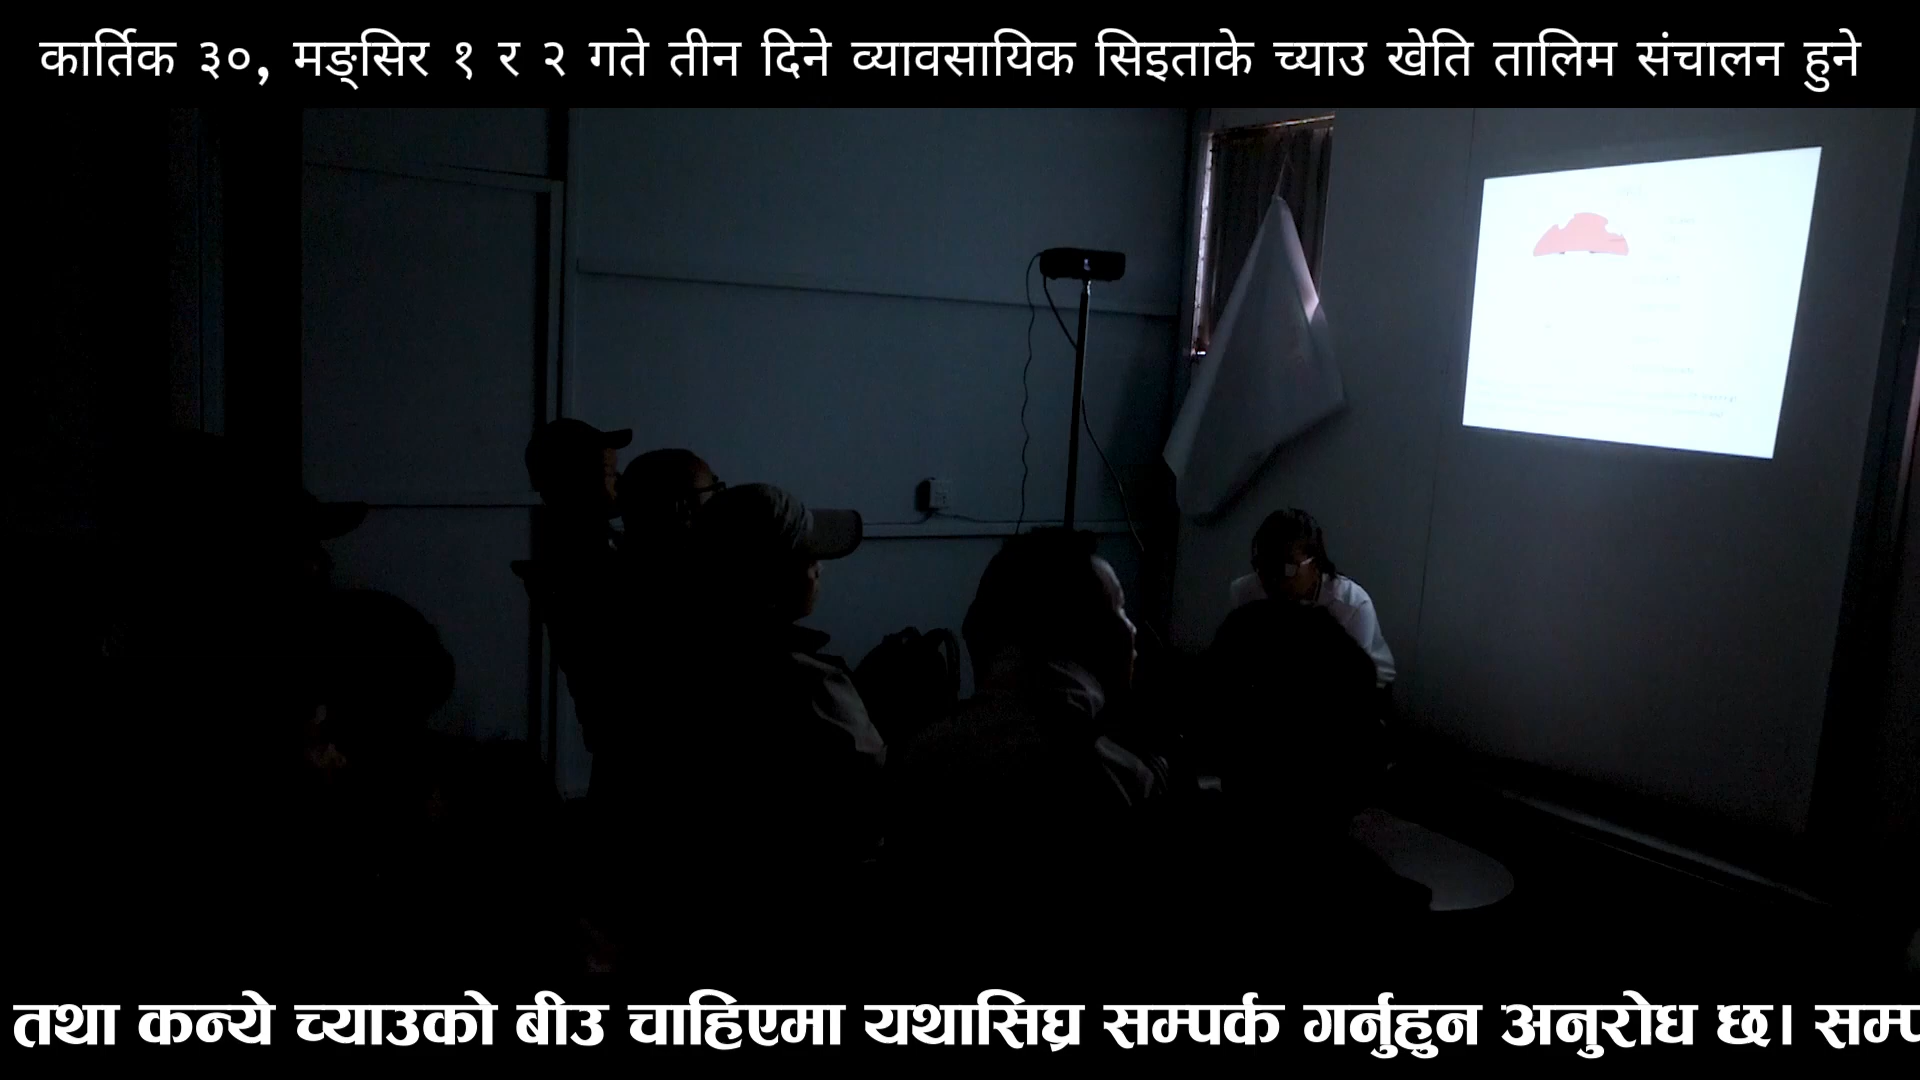 कार्तिक ३०, मङ्सिर १ र २ गते तीन दिने व्यावसायिक सिइताके च्याउ खेति तालिम संचालन हुने
तथा कन्ये च्याउको बीउ चाहिएमा यथासिघ्र सम्पर्क गर्नुहुन अनुरोध छ।